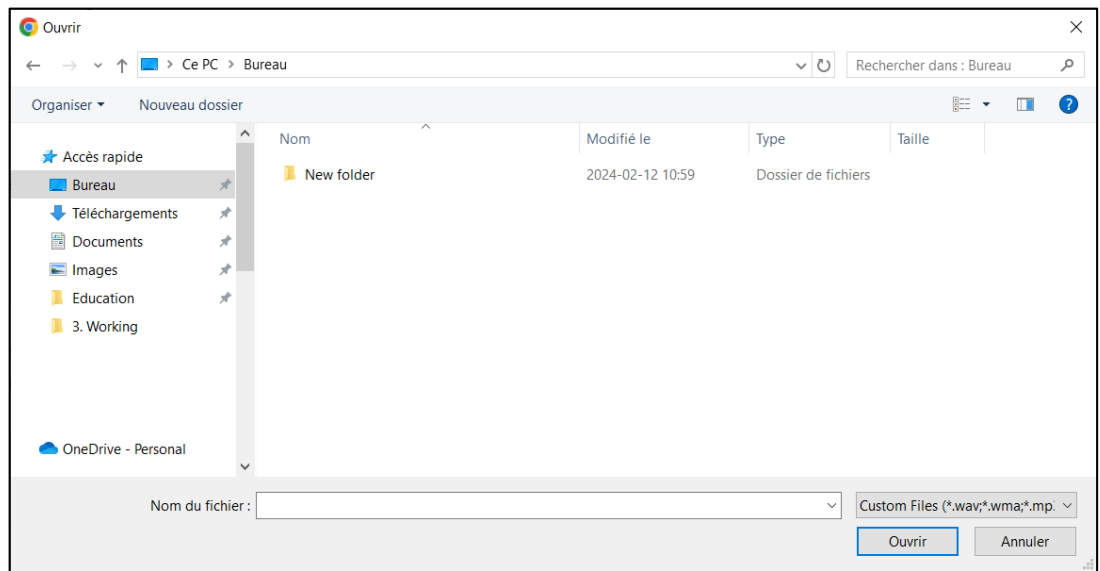 Ouvrir
Ce PC > Bureau
Rechercher dans : Bureau
Organiser
Nouveau dossier
Nom
Modifié le
Type
Taille
Accès rapide
Bureau
Téléchargements
Documents
Images
Education
3. Working
OneDrive - Personal
New folder
2024-02-12 10:59
Dossier de fichiers
Nom du fichier :
Custom Files (*.wav;*.wma;*.mp
Ouvrir
Annuler